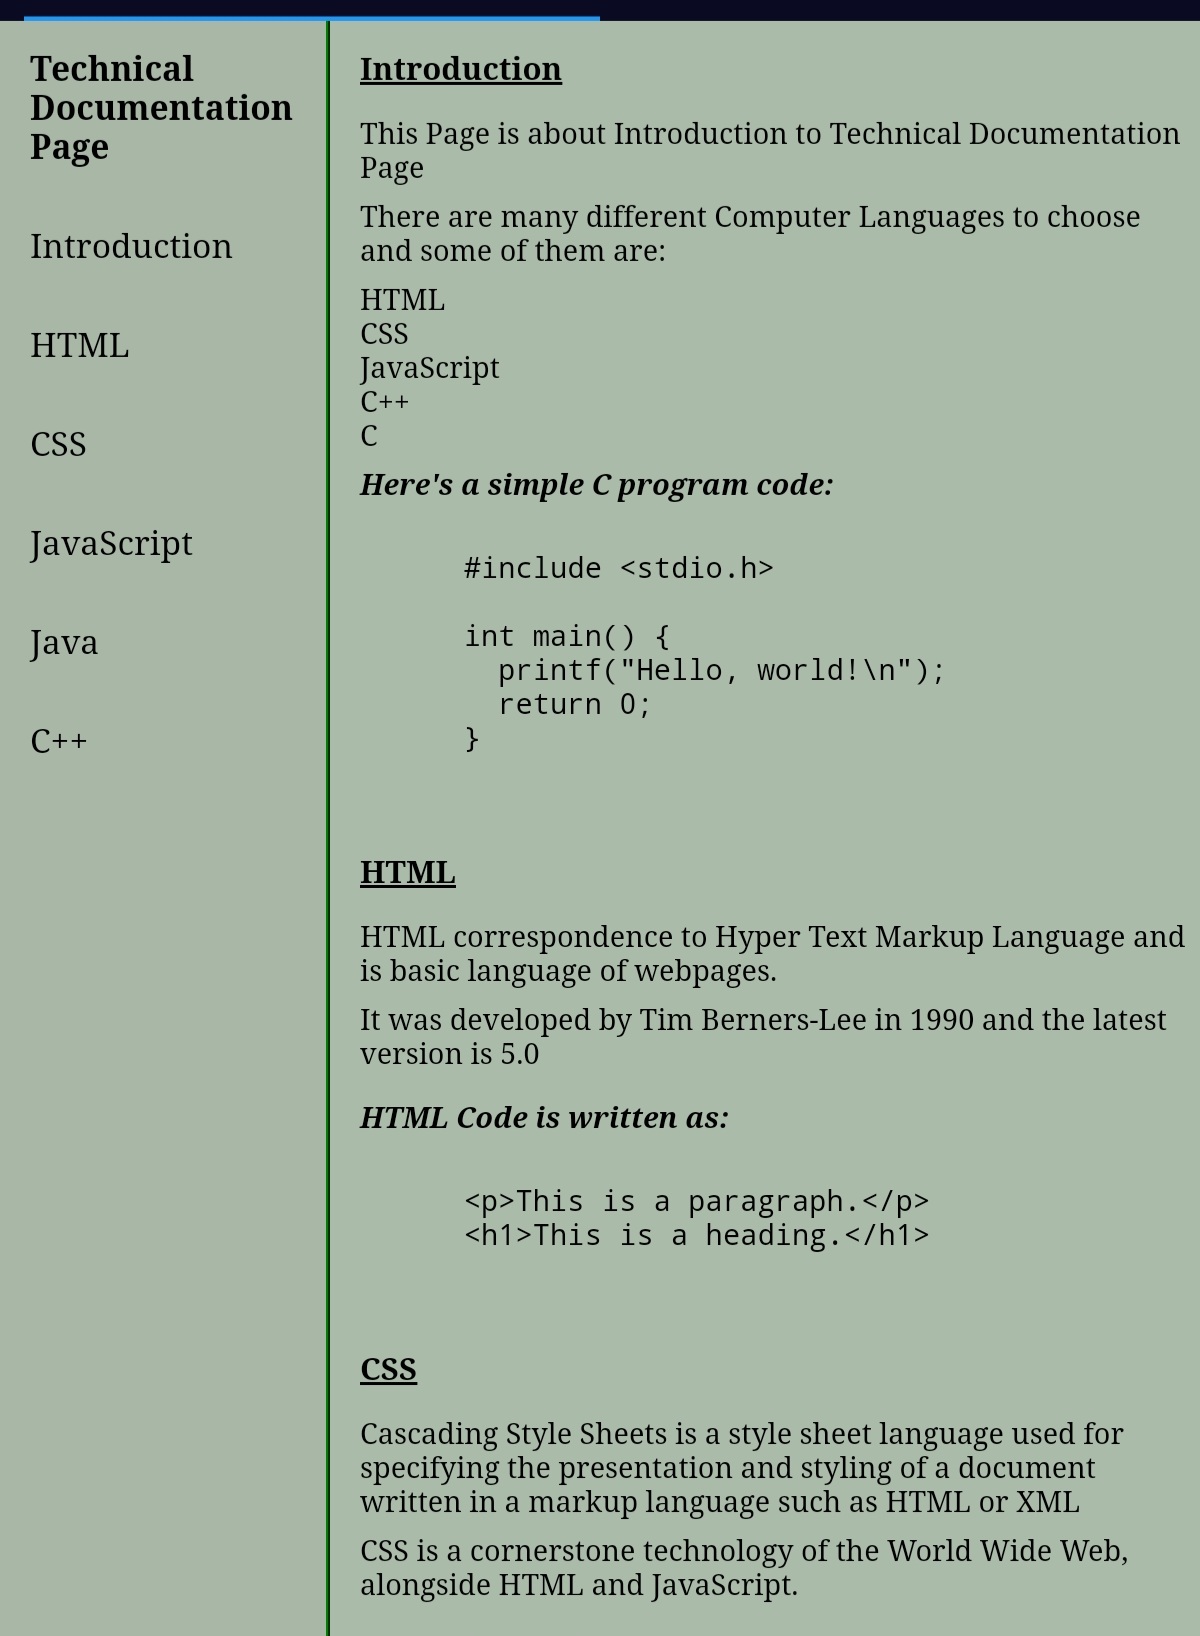 Technical
Documentation
Page
Introduction
HTML
CSS
JavaScript
Java
C++
Introduction
This Page is about Introduction to Technical Documentation
Page
There are many different Computer Languages to choose
and some of them are:
HTML
CSS
JavaScript
C++
C
Here's a simple C program code:
#include <stdio.h>
int main() {
  printf("Hello, world!\n");
  return 0;
}
HTML
HTML correspondence to Hyper Text Markup Language and
is basic language of webpages.
It was developed by Tim Berners-Lee in 1990 and the latest
version is 5.0
HTML Code is written as:
<p>This is a paragraph.</p>
<h1>This is a heading.</h1>
CSS
Cascading Style Sheets is a style sheet language used for
specifying the presentation and styling of a document
written in a markup language such as HTML or XML
CSS is a cornerstone technology of the World Wide Web,
alongside HTML and JavaScript.